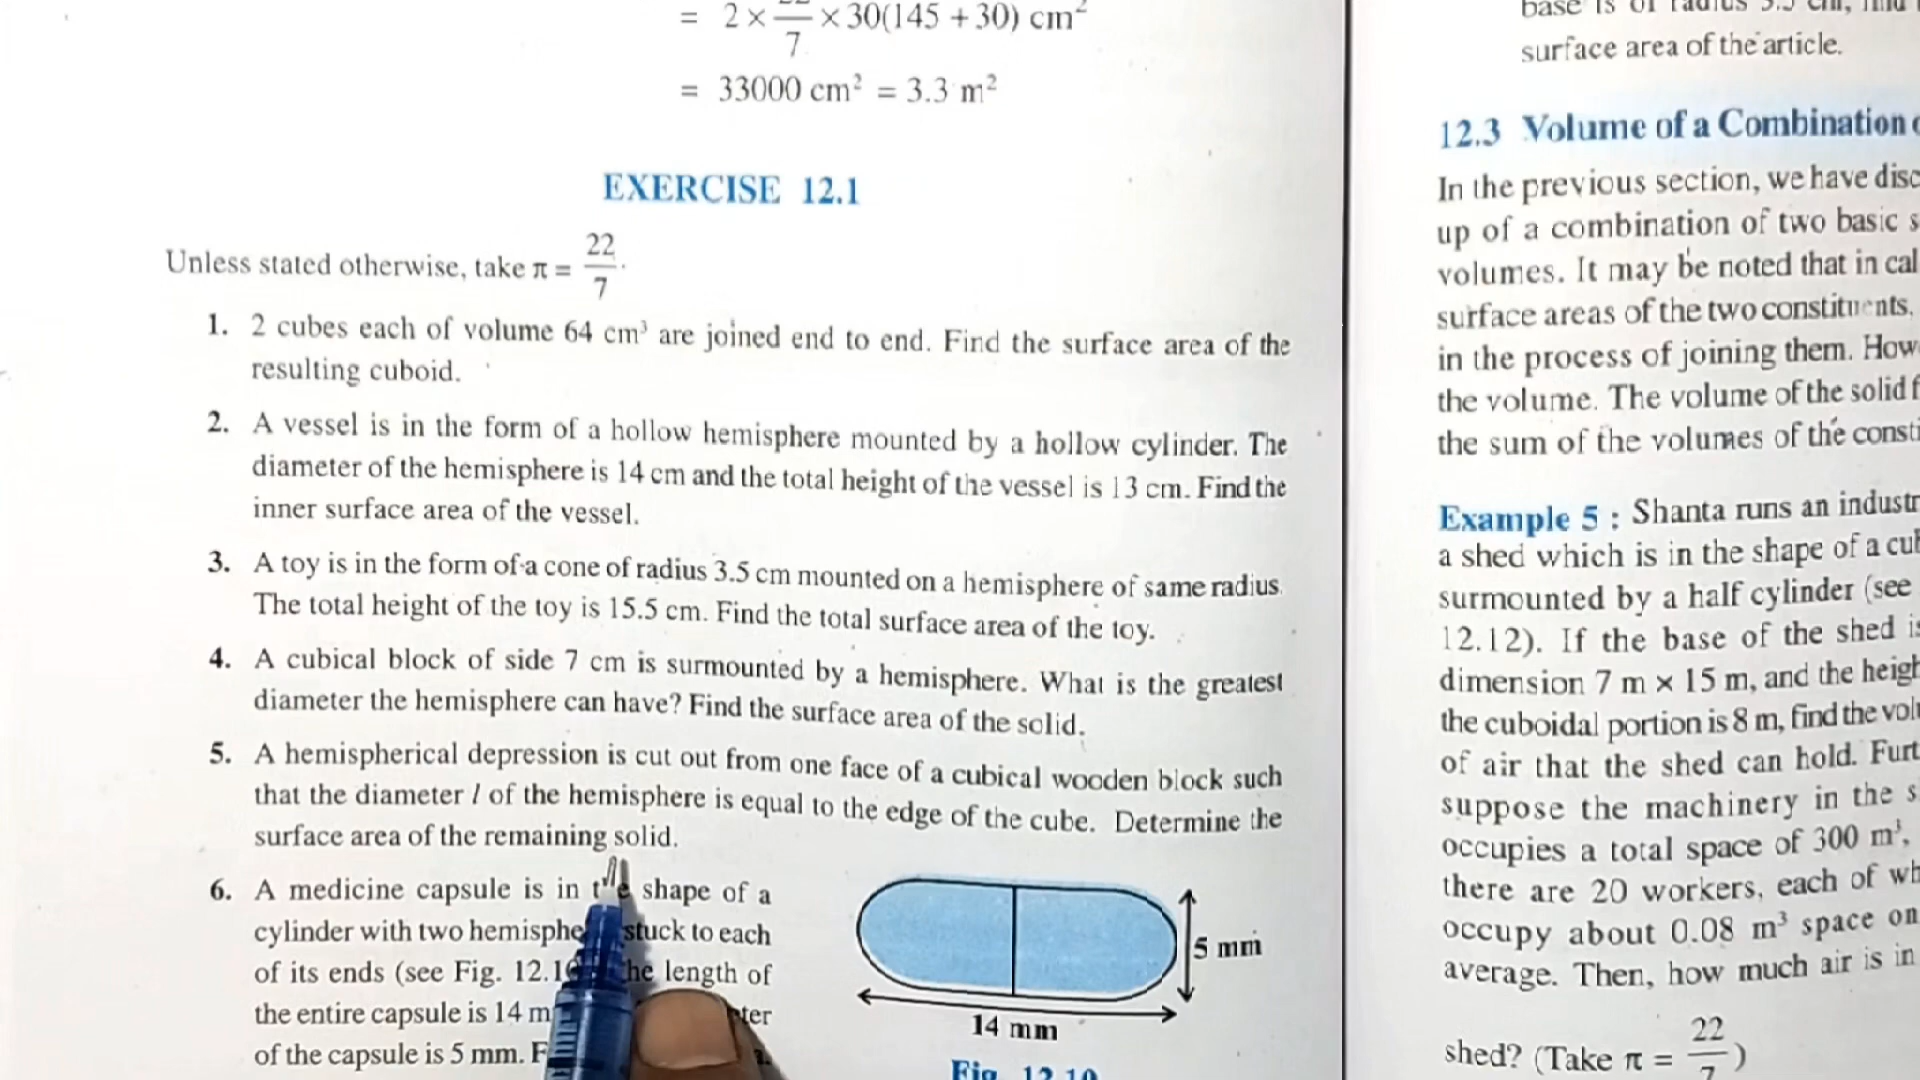 = 2 × 22/7 × 30(145 + 30) cm²
= 33000 cm² = 3.3 m²
EXERCISE 12.1
Unless stated otherwise, take π = 22/7.
1. 2 cubes each of volume 64 cm³ are joined end to end. Find the surface area of the
resulting cuboid.
2. A vessel is in the form of a hollow hemisphere mounted by a hollow cylinder. The
diameter of the hemisphere is 14 cm and the total height of the vessel is 13 cm. Find the
inner surface area of the vessel.
3. A toy is in the form of a cone of radius 3.5 cm mounted on a hemisphere of same radius.
The total height of the toy is 15.5 cm. Find the total surface area of the toy.
4. A cubical block of side 7 cm is surmounted by a hemisphere. What is the greatest
diameter the hemisphere can have? Find the surface area of the solid.
5. A hemispherical depression is cut out from one face of a cubical wooden block such
that the diameter l of the hemisphere is equal to the edge of the cube. Determine the
surface area of the remaining solid.
6. A medicine capsule is in the shape of a
cylinder with two stuck to each
of its ends (see Fig. length of
the entire capsule is 14
of the capsule is 5 mm.
5 mm
14 mm
Fig. 12.10
base is of radius 3.5 cm,
surface area of the article.
12.3 Volume of a Combination
In the previous section, we have
up of a combination of two basic
volumes. It may be noted that in
surface areas of the two constituents,
in the process of joining them.
the volume. The volume of the solid
the sum of the volumes of the
Example 5 : Shanta runs an
a shed which is in the shape of a
surmounted by a half cylinder (see
12.12). If the base of the shed
dimension 7 m × 15 m, and the
the cuboidal portion is 8 m, find the
of air that the shed can hold.
suppose the machinery in the
occupies a total space of 300 m³,
there are 20 workers, each of
occupy about 0.08 m³ space on
average. Then, how much air is in
shed? (Take π = 22/7)